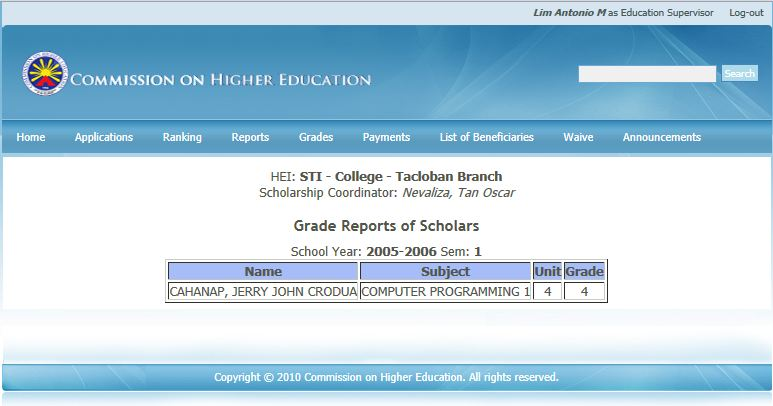 Lim Antonio M as Education Supervisor Log-out
COMMISSION ON HIGHER EDUCATION
Search
Home Applications Ranking Reports Grades Payments List of Beneficiaries Waive Announcements
HEI: STI - College - Tacloban Branch
Scholarship Coordinator: Nevaliza, Tan Oscar
Grade Reports of Scholars
School Year: 2005-2006 Sem: 1
Name Subject Unit Grade
CAHANAP, JERRY JOHN CRODUA COMPUTER PROGRAMMING 1 4 4
Copyright © 2010 Commission on Higher Education. All rights reserved.